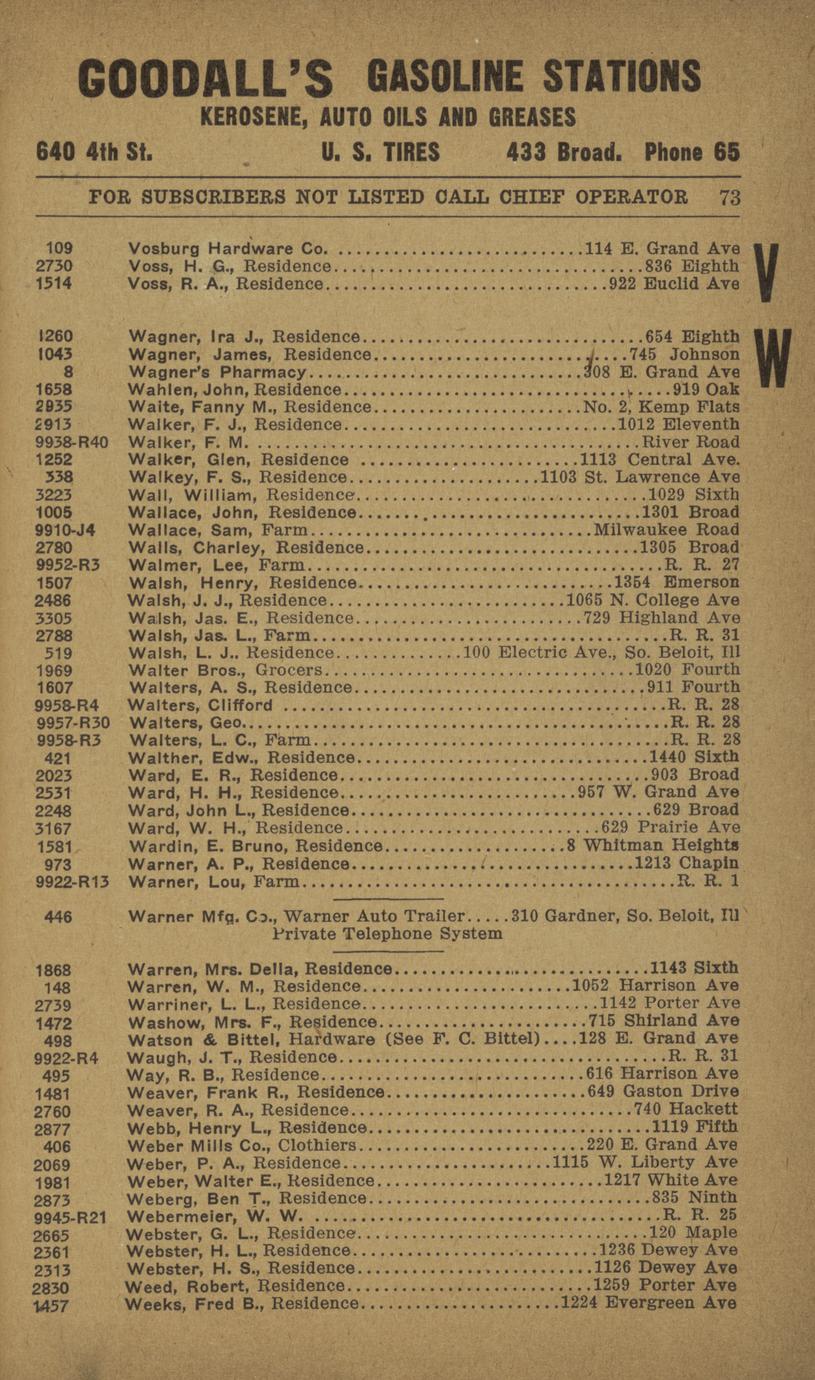 GOODALL'S GASOLINE STATIONS
KEROSENE, AUTO OILS AND GREASES
640 4th St. U. S. TIRES 433 Broad. Phone 65
FOR SUBSCRIBERS NOT LISTED CALL CHIEF OPERATOR 73
V
109 Vosburg Hardware Co. ...........................114 E. Grand Ave
2730 Voss, H. G., Residence..................................836 Eighth
1514 Voss, R. A., Residence..............................922 Euclid Ave
W
1260 Wagner, Ira J., Residence..............................654 Eighth
1043 Wagner, James, Residence............................745 Johnson
8 Wagner's Pharmacy..............................308 E. Grand Ave
1658 Wahlen, John, Residence...................................919 Oak
2935 Waite, Fanny M., Residence.......................No. 2, Kemp Flats
2913 Walker, F. J., Residence.............................1012 Eleventh
9938-R40 Walker, F. M. ..........................................River Road
1252 Walker, Glen, Residence ........................1113 Central Ave.
338 Walkey, F. S., Residence.....................1103 St. Lawrence Ave
3223 Wall, William, Residence...............................1029 Sixth
1005 Wallace, John, Residence..............................1301 Broad
9910-J4 Wallace, Sam, Farm..............................Milwaukee Road
2780 Walls, Charley, Residence.............................1305 Broad
9952-R3 Walmer, Lee, Farm......................................R. R. 27
1507 Walsh, Henry, Residence...........................1354 Emerson
2486 Walsh, J. J., Residence.........................1065 N. College Ave
3305 Walsh, Jas. E., Residence........................729 Highland Ave
2788 Walsh, Jas. L., Farm......................................R. R. 31
519 Walsh, L. J.. Residence..............100 Electric Ave., So. Beloit, Ill
1969 Walter Bros., Grocers.................................1020 Fourth
1607 Walters, A. S., Residence...............................911 Fourth
9958-R4 Walters, Clifford .........................................R. R. 28
9957-R30 Walters, Geo.............................................R. R. 28
9958-R3 Walters, L. C., Farm......................................R. R. 28
421 Walther, Edw., Residence...............................1440 Sixth
2023 Ward, E. R., Residence.................................903 Broad
2531 Ward, H. H., Residence.........................957 W. Grand Ave
2248 Ward, John L., Residence................................629 Broad
3167 Ward, W. H., Residence...........................629 Prairie Ave
1581 Wardin, E. Bruno, Residence...................8 Whitman Heights
973 Warner, A. P., Residence..............................1213 Chapin
9922-R13 Warner, Lou, Farm........................................R. R. 1
446 Warner Mfg. Co., Warner Auto Trailer.....310 Gardner, So. Beloit, Ill
Private Telephone System
1868 Warren, Mrs. Della, Residence...........................1143 Sixth
148 Warren, W. M., Residence......................1052 Harrison Ave
2739 Warriner, L. L., Residence.........................1142 Porter Ave
1472 Washow, Mrs. F., Residence......................715 Shirland Ave
498 Watson & Bittel, Hardware (See F. C. Bittel)....128 E. Grand Ave
9922-R4 Waugh, J. T., Residence...................................R. R. 31
495 Way, R. B., Residence............................616 Harrison Ave
1481 Weaver, Frank R., Residence.....................649 Gaston Drive
2760 Weaver, R. A., Residence.............................740 Hackett
2877 Webb, Henry L., Residence..............................1119 Fifth
406 Weber Mills Co., Clothiers........................220 E. Grand Ave
2069 Weber, P. A., Residence......................1115 W. Liberty Ave
1981 Weber, Walter E., Residence........................1217 White Ave
2873 Weberg, Ben T., Residence..............................835 Ninth
9945-R21 Webermeier, W. W. .....................................R. R. 25
2665 Webster, G. L., Residence...............................120 Maple
2361 Webster, H. L., Residence..........................1236 Dewey Ave
2313 Webster, H. S., Residence.........................1126 Dewey Ave
2830 Weed, Robert, Residence..........................1259 Porter Ave
1457 Weeks, Fred B., Residence.....................1224 Evergreen Ave